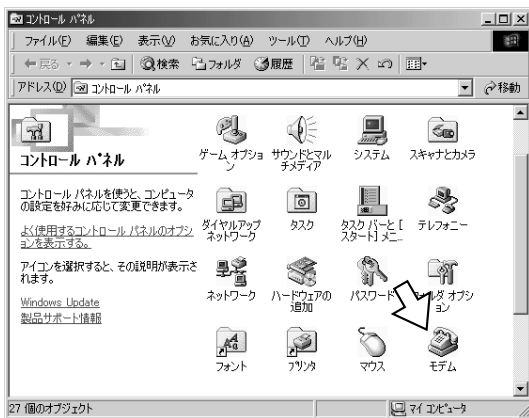 コントロール パネル
ファイル(F) 編集(E) 表示(V) お気に入り(A) ツール(T) ヘルプ(H)
戻る 検索 フォルダ 履歴
アドレス(D) コントロール パネル 移動
コントロール パネル
コントロール パネルを使うと、コンピュータ
の設定を好みに応じて変更できます。
よく使用するコントロール パネルのオプシ
ョンを表示する。
アイコンを選択すると、その説明が表示さ
れます。
Windows Update
製品サポート情報
ゲーム オプショ
ン
サウンドとマル
チメディア
システム
スキャナとカメラ
ダイヤルアップ
ネットワーク
タスク
タスク バーと [
スタート] メニ...
テレフォニー
ネットワーク
ハードウェアの
追加
パスワード
フォルダ オプシ
ョン
フォント
プリンタ
マウス
モデム
27 個のオブジェクト
マイ コンピュータ